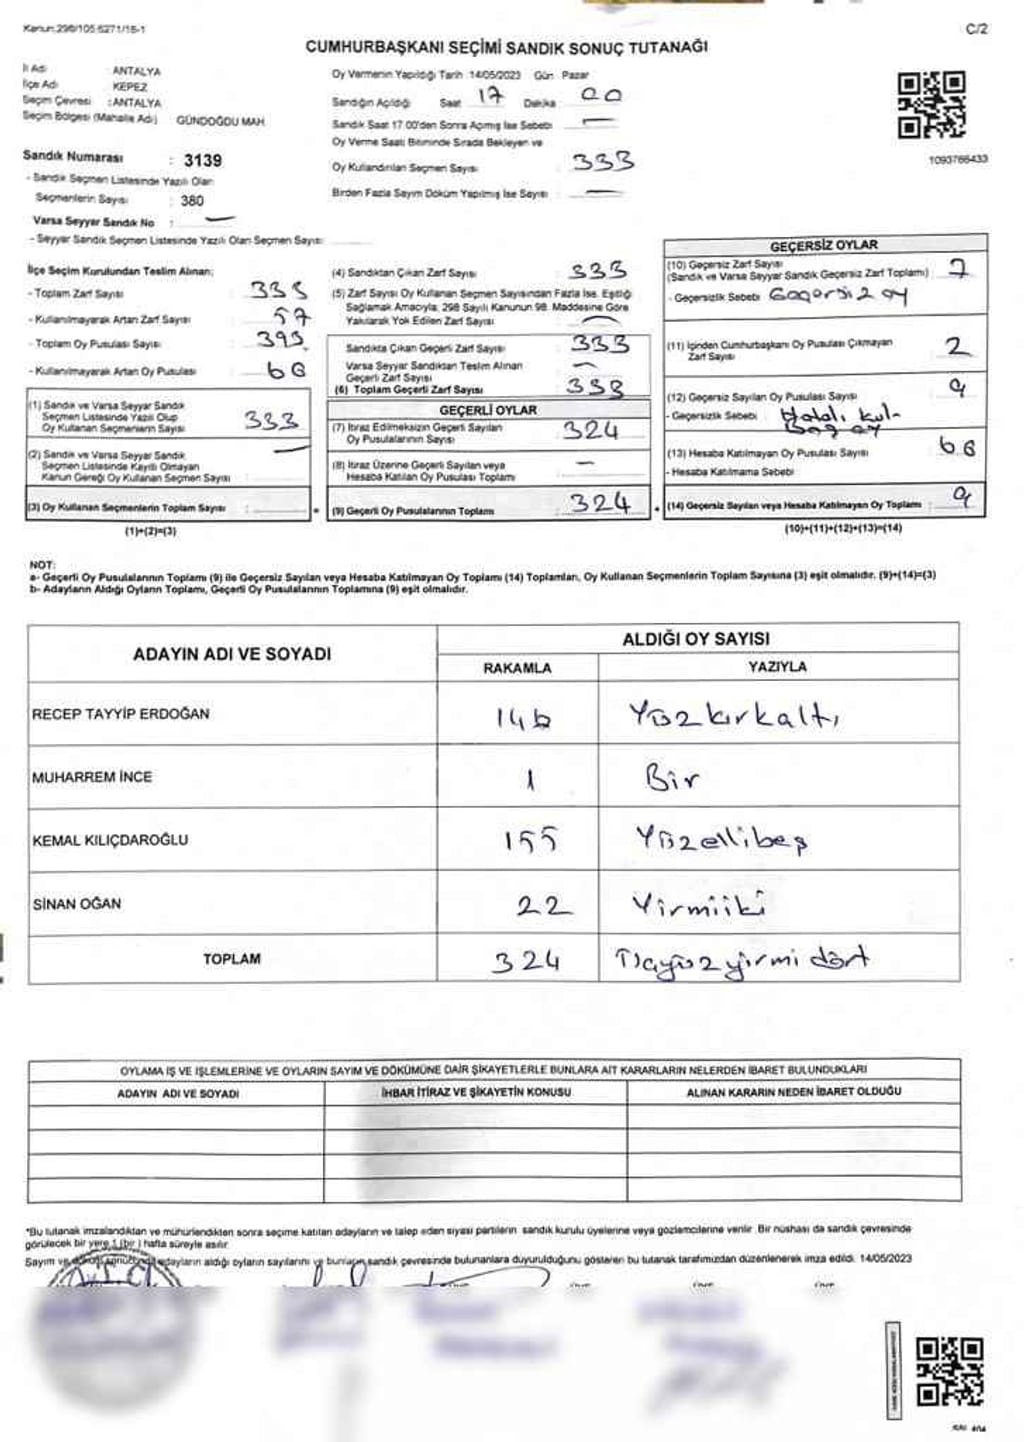 Kanun:298/105-6271/16-1
C/2
CUMHURBAŞKANI SEÇİMİ SANDIK SONUÇ TUTANAĞI
İl Adı : ANTALYA
İlçe Adı : KEPEZ
Seçim Çevresi : ANTALYA
Seçim Bölgesi (Mahalle Adı) GÜNDOĞDU MAH.
Sandık Numarası : 3139
- Sandık Seçmen Listesinde Yazılı Olan
Seçmenlerin Sayısı : 380
Varsa Seyyar Sandık No : —
- Seyyar Sandık Seçmen Listesinde Yazılı Olan Seçmen Sayısı:
Oy Vermenin Yapıldığı Tarih 14/05/2023 Gün Pazar
Sandığın Açıldığı Saat 17 Dakika 00
Sandık Saat 17:00'den Sonra Açımış İse Sebebi —
Oy Verme Saati Bitiminde Sırada Bekleyen ve
Oy Kullandırılan Seçmen Sayısı : 333
Birden Fazla Sayım Döküm Yapılmış İse Sayısı —
1093766433
İlçe Seçim Kurulundan Teslim Alınan;
- Toplam Zarf Sayısı
- Kullanılmayarak Artan Zarf Sayısı : 57
- Toplam Oy Pusulası Sayısı
- Kullanılmayarak Artan Oy Pusulası
(1) Sandık ve Varsa Seyyar Sandık
Seçmen Listesinde Yazılı Olup
Oy Kullanan Seçmenlerin Sayısı : 333
(2) Sandık ve Varsa Seyyar Sandık —
Seçmen Listesinde Kayıtlı Olmayan
Kanun Gereği Oy Kullanan Seçmen Sayısı
(3) Oy Kullanan Seçmenlerin Toplam Sayısı :
(1)+(2)=(3)
(4) Sandıktan Çıkan Zarf Sayısı : 333
(5) Zarf Sayısı Oy Kullanan Seçmen Sayısından Fazla İse, Eşitliği
Sağlamak Amacıyla, 298 Sayılı Kanunun 98. Maddesine Göre
Yakılarak Yok Edilen Zarf Sayısı —
Sandıkta Çıkan Geçerli Zarf Sayısı 333
Varsa Seyyar Sandıktan Teslim Alınan —
Geçerli Zarf Sayısı
(6) Toplam Geçerli Zarf Sayısı : 333
GEÇERLİ OYLAR
(7) İtiraz Edilmeksizin Geçerli Sayılan
Oy Pusulalarının Sayısı : 324
(8) İtiraz Üzerine Geçerli Sayılan veya —
Hesaba Katılan Oy Pusulası Toplamı
(9) Geçerli Oy Pusulalarının Toplamı : 324
GEÇERSİZ OYLAR
(10) Geçersiz Zarf Sayısı
(Sandık ve Varsa Seyyar Sandık Geçersiz Zarf Toplamı) : 7
- Geçersizlik Sebebi Geçersiz oy
(11) İçinden Cumhurbaşkanı Oy Pusulası Çıkmayan
Zarf Sayısı 2
(12) Geçersiz Sayılan Oy Pusulası Sayısı 9
- Geçersizlik Sebebi : Hatalı kul-
(13) Hesaba Katılmayan Oy Pusulası Sayısı
- Hesaba Katılmama Sebebi
(14) Geçersiz Sayılan veya Hesaba Katılmayan Oy Toplamı : 9
(10)+(11)+(12)+(13)=(14)
NOT:
a- Geçerli Oy Pusulalarının Toplamı (9) ile Geçersiz Sayılan veya Hesaba Katılmayan Oy Toplamı (14) Toplamları, Oy Kullanan Seçmenlerin Toplam Sayısına (3) eşit olmalıdır. (9)+(14)=(3)
b- Adayların Aldığı Oyların Toplamı, Geçerli Oy Pusulalarının Toplamına (9) eşit olmalıdır.
ADAYIN ADI VE SOYADI
ALDIĞI OY SAYISI
RAKAMLA YAZIYLA
RECEP TAYYİP ERDOĞAN 146 Yüzkırkaltı
MUHARREM İNCE 1 Bir
KEMAL KILIÇDAROĞLU 155 Yüzellibeş
SİNAN OĞAN 22 Yirmiiki
TOPLAM 324 Üçyüzyirmi dört
OYLAMA İŞ VE İŞLEMLERİNE VE OYLARIN SAYIM VE DÖKÜMÜNE DAİR ŞİKAYETLERLE BUNLARA AİT KARARLARIN NELERDEN İBARET BULUNDUKLARI
ADAYIN ADI VE SOYADI İHBAR İTİRAZ VE ŞİKAYETİN KONUSU ALINAN KARARIN NEDEN İBARET OLDUĞU
*Bu tutanak imzalandıktan ve mühürlendikten sonra seçime katılan adayların ve talep eden siyasi partilerin sandık kurulu üyelerine veya gözlemcilerine verilir. Bir nüshası da sandık çevresinde
görülecek bir yere 1 (bir) hafta süreyle asılır.
Sayım ve adayların aldığı oyların sayılarını ve bunların sandık çevresinde bulunanlara duyurulduğunu gösteren bu tutanak tarafımızdan düzenlenerek imza edildi. 14/05/2023